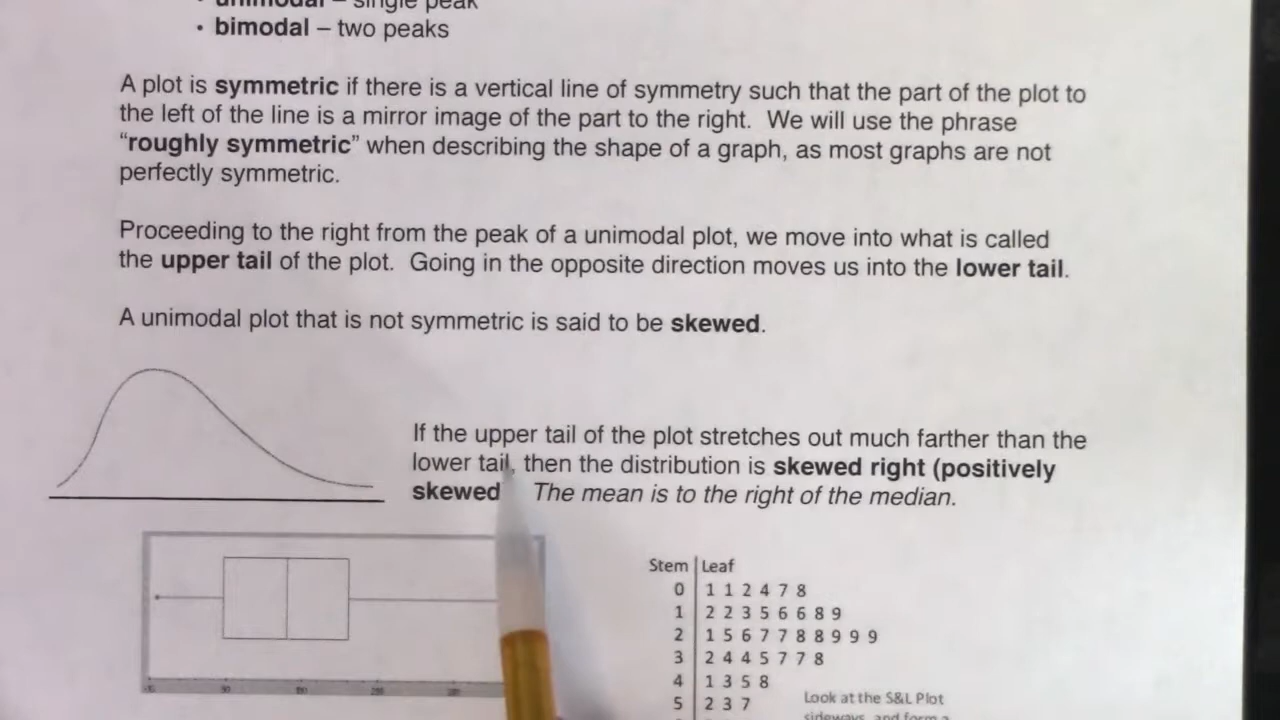 • unimodal – single peak
• bimodal – two peaks
A plot is symmetric if there is a vertical line of symmetry such that the part of the plot to
the left of the line is a mirror image of the part to the right. We will use the phrase
“roughly symmetric” when describing the shape of a graph, as most graphs are not
perfectly symmetric.
Proceeding to the right from the peak of a unimodal plot, we move into what is called
the upper tail of the plot. Going in the opposite direction moves us into the lower tail.
A unimodal plot that is not symmetric is said to be skewed.
If the upper tail of the plot stretches out much farther than the
lower tail, then the distribution is skewed right (positively
skewed The mean is to the right of the median.
Stem Leaf
0 1 1 2 4 7 8
1 2 2 3 5 6 6 8 9
2 1 5 6 7 7 8 8 9 9 9
3 2 4 4 5 7 7 8
4 1 3 5 8
5 2 3 7
Look at the S&L Plot
sideways, and form a